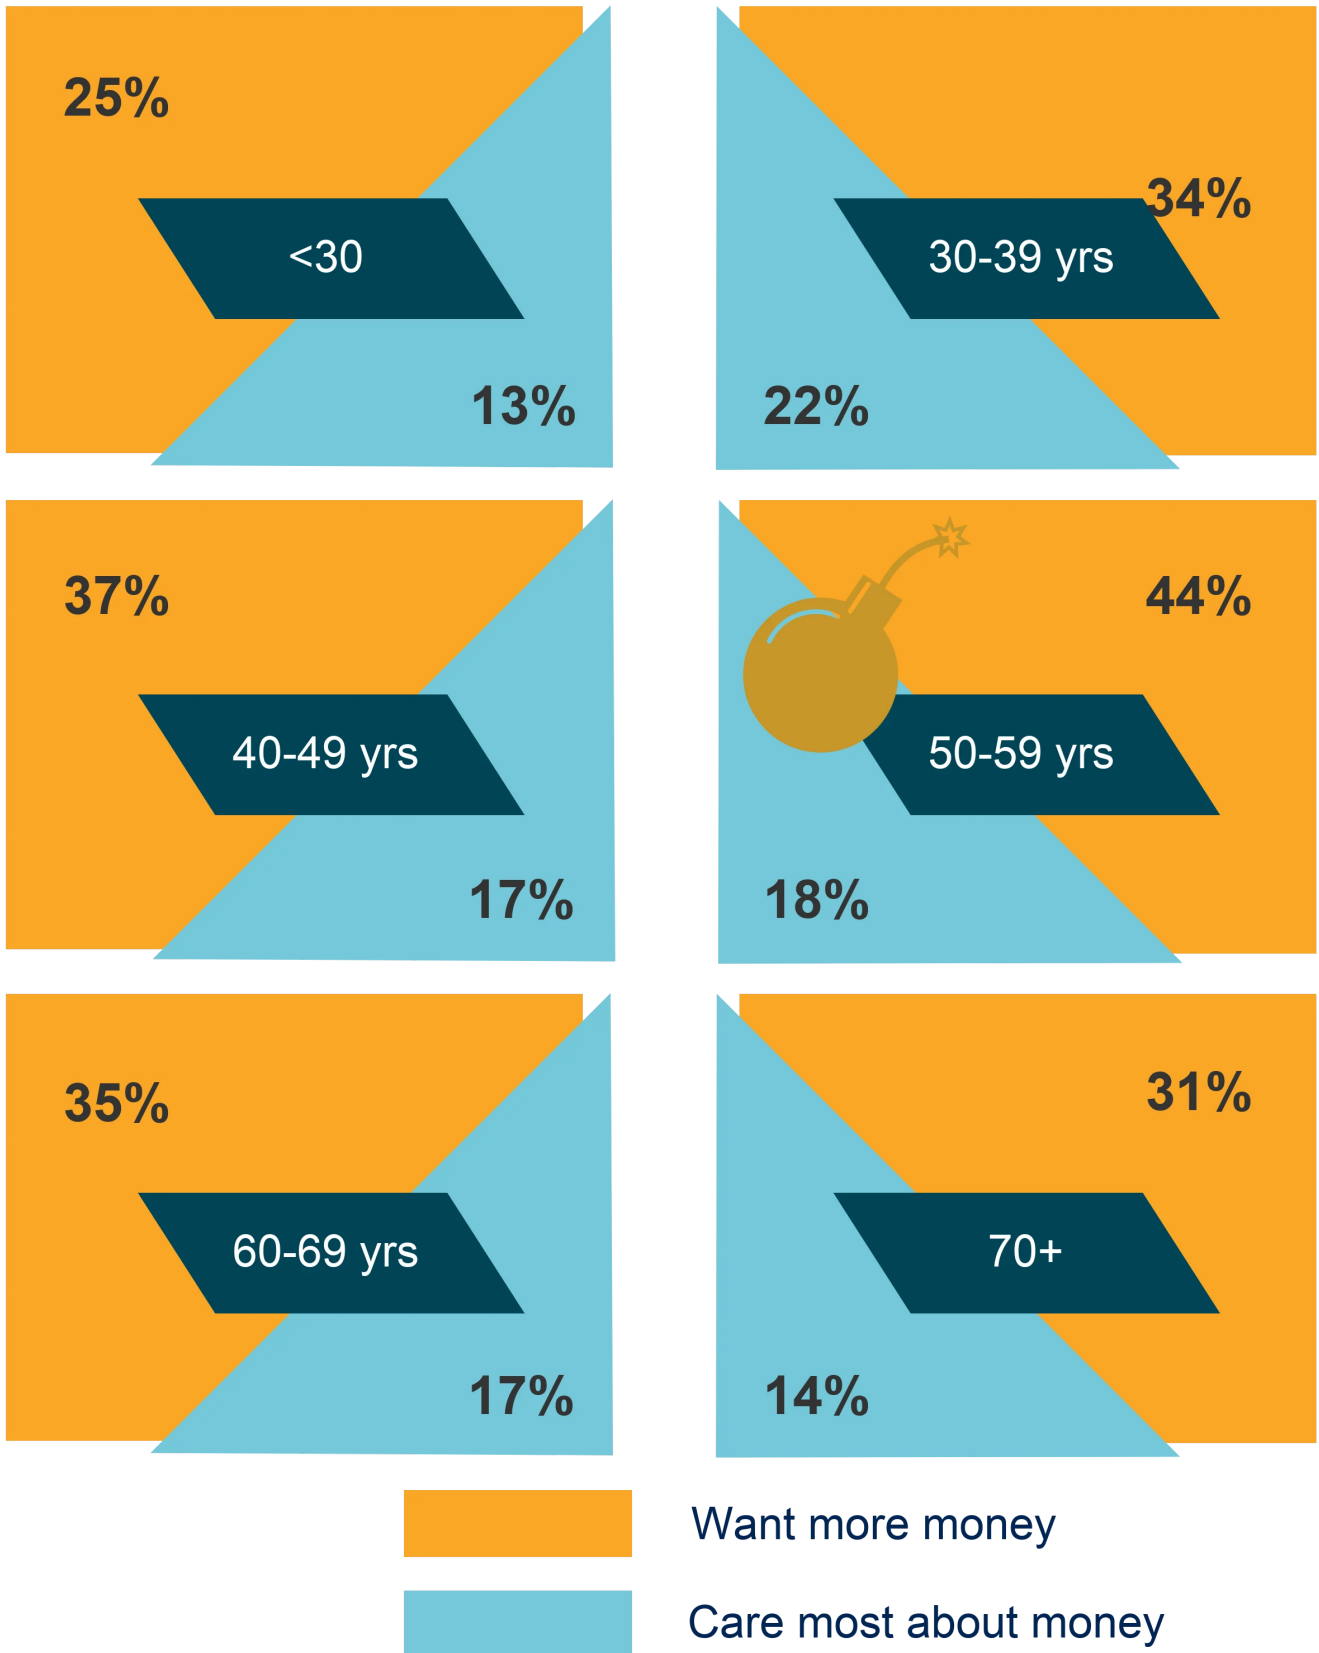 25%
<30
13%
34%
30-39 yrs
22%
37%
40-49 yrs
17%
44%
50-59 yrs
18%
35%
60-69 yrs
17%
31%
70+
14%
Want more money
Care most about money